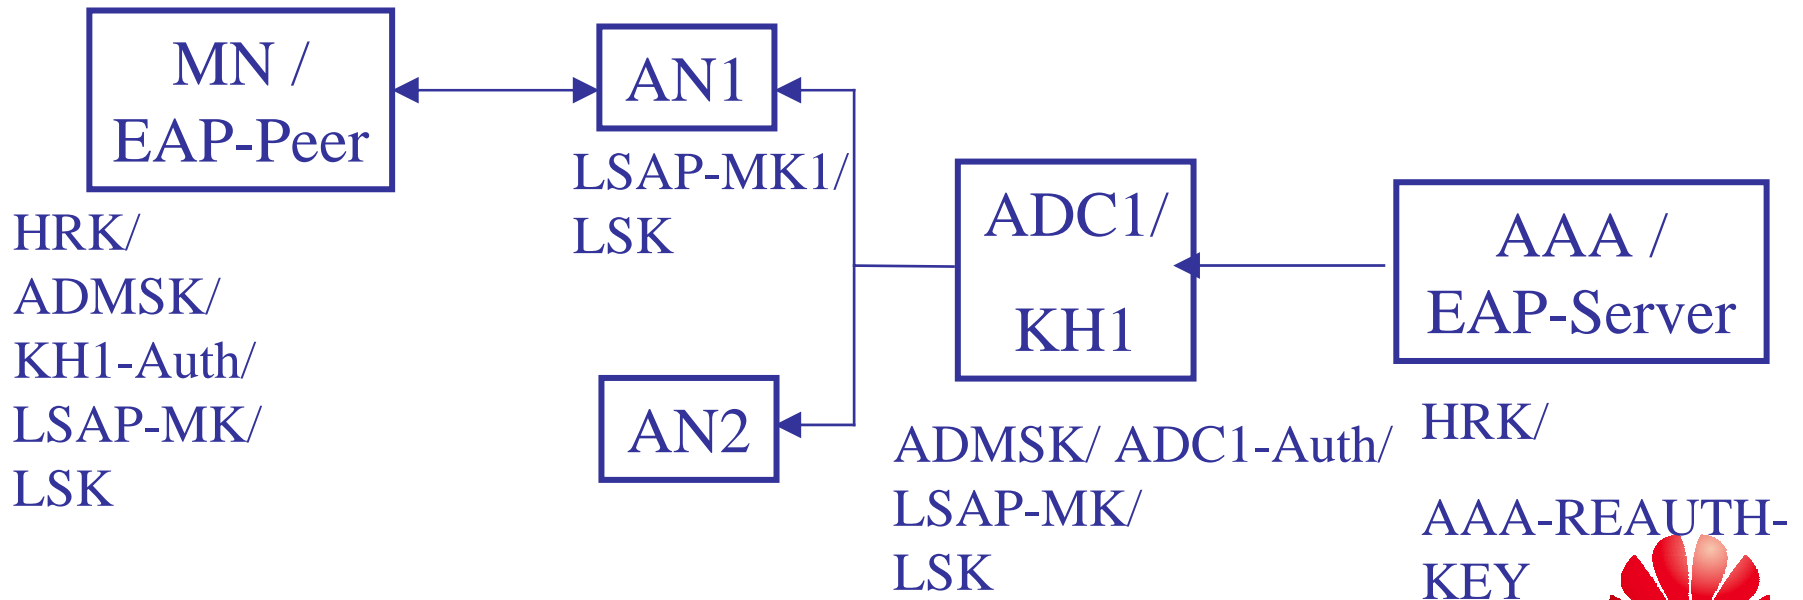 MN /
EAP-Peer
HRK/
ADMSK/
KH1-Auth/
LSAP-MK/
LSK
AN1
LSAP-MK1/
LSK
AN2
ADC1/
KH1
ADMSK/ ADC1-Auth/
LSAP-MK/
LSK
AAA /
EAP-Server
HRK/
AAA-REAUTH-
KEY